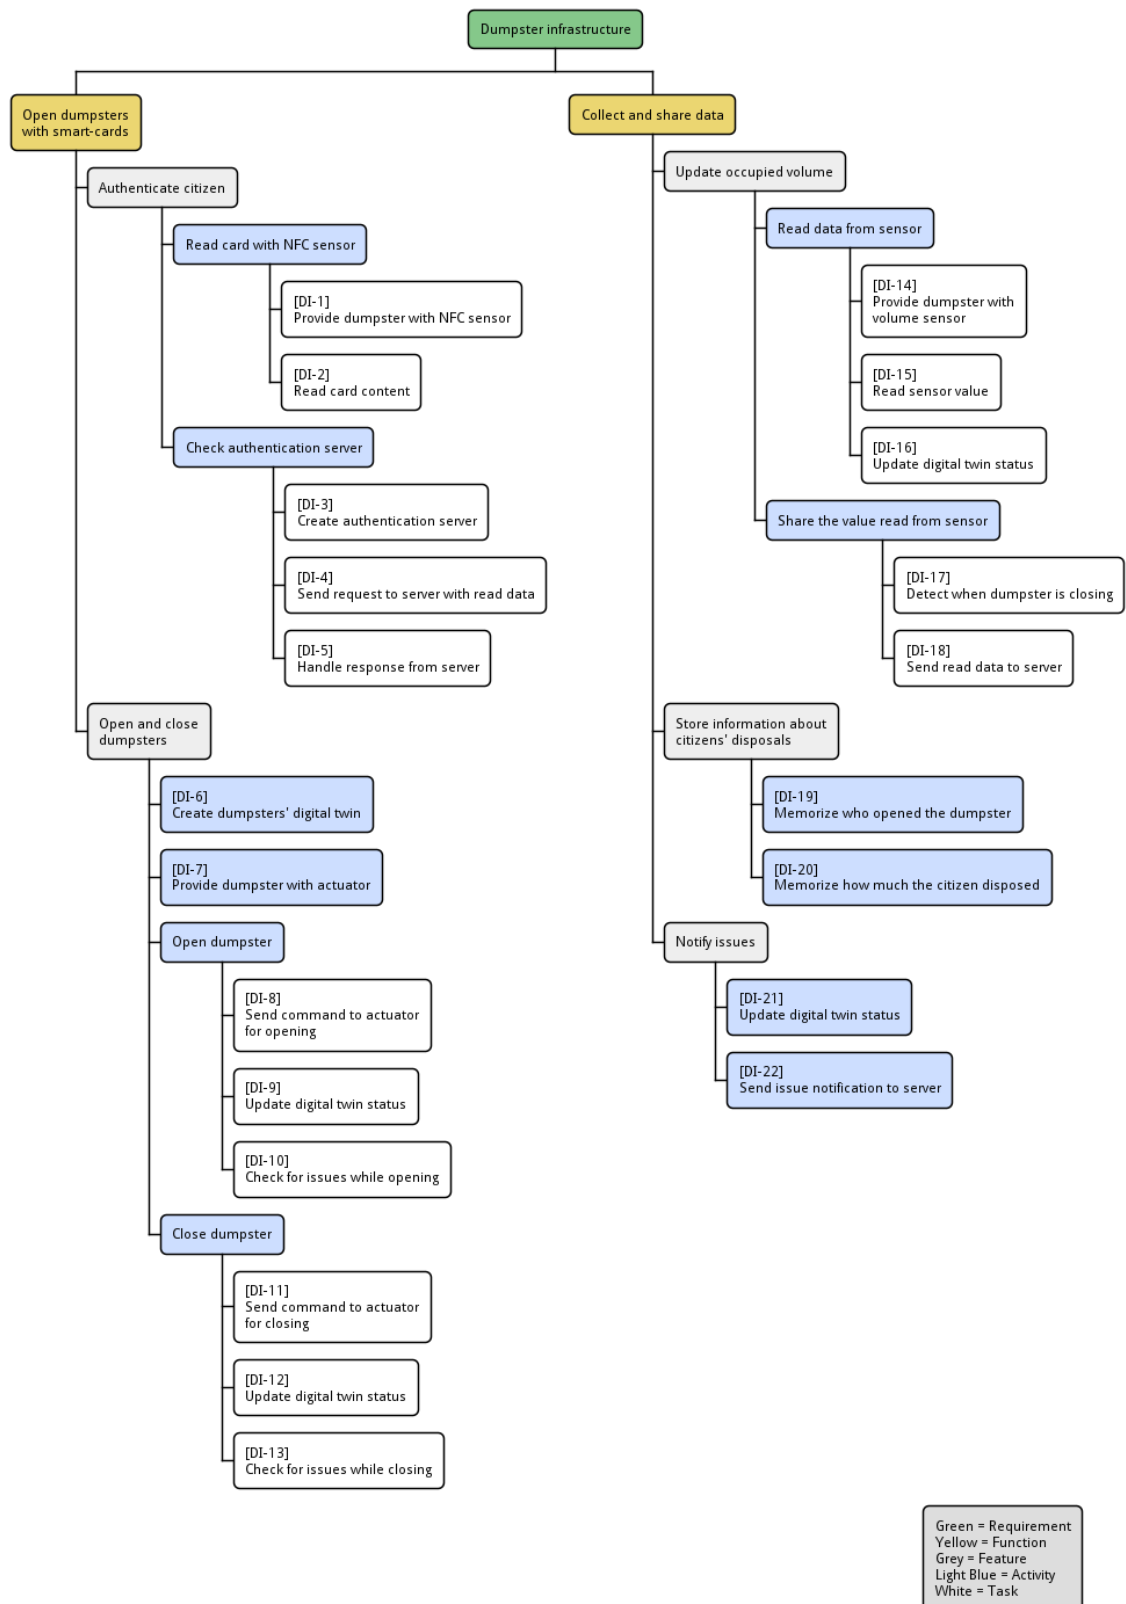 Dumpster infrastructure
Open dumpsters
with smart-cards
Authenticate citizen
Read card with NFC sensor
[DI-1]
Provide dumpster with NFC sensor
[DI-2]
Read card content
Check authentication server
[DI-3]
Create authentication server
[DI-4]
Send request to server with read data
[DI-5]
Handle response from server
Open and close
dumpsters
[DI-6]
Create dumpsters' digital twin
[DI-7]
Provide dumpster with actuator
Open dumpster
[DI-8]
Send command to actuator
for opening
[DI-9]
Update digital twin status
[DI-10]
Check for issues while opening
Close dumpster
[DI-11]
Send command to actuator
for closing
[DI-12]
Update digital twin status
[DI-13]
Check for issues while closing
Collect and share data
Update occupied volume
Read data from sensor
[DI-14]
Provide dumpster with
volume sensor
[DI-15]
Read sensor value
[DI-16]
Update digital twin status
Share the value read from sensor
[DI-17]
Detect when dumpster is closing
[DI-18]
Send read data to server
Store information about
citizens' disposals
[DI-19]
Memorize who opened the dumpster
[DI-20]
Memorize how much the citizen disposed
Notify issues
[DI-21]
Update digital twin status
[DI-22]
Send issue notification to server
Green = Requirement
Yellow = Function
Grey = Feature
Light Blue = Activity
White = Task